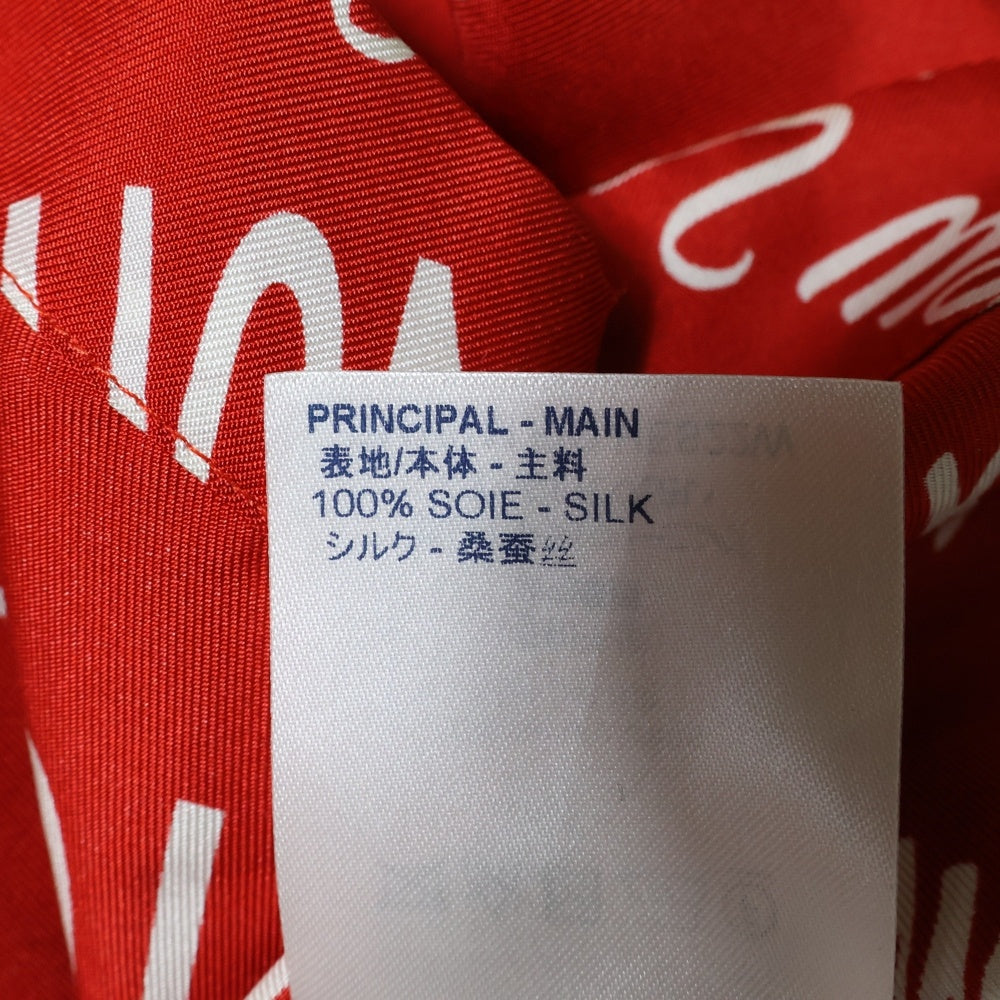 PRINCIPAL - MAIN
表地/本体 - 主料
100% SOIE - SILK
シルク - 桑蚕丝